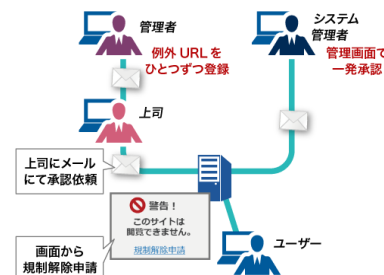 管理者
例外 URL を
ひとつずつ登録
システム
管理者
管理画面で
一発承認
上司
上司にメール
にて承認依頼
警告！
このサイトは
閲覧できません。
規制解除申請
画面から
規制解除申請
ユーザー